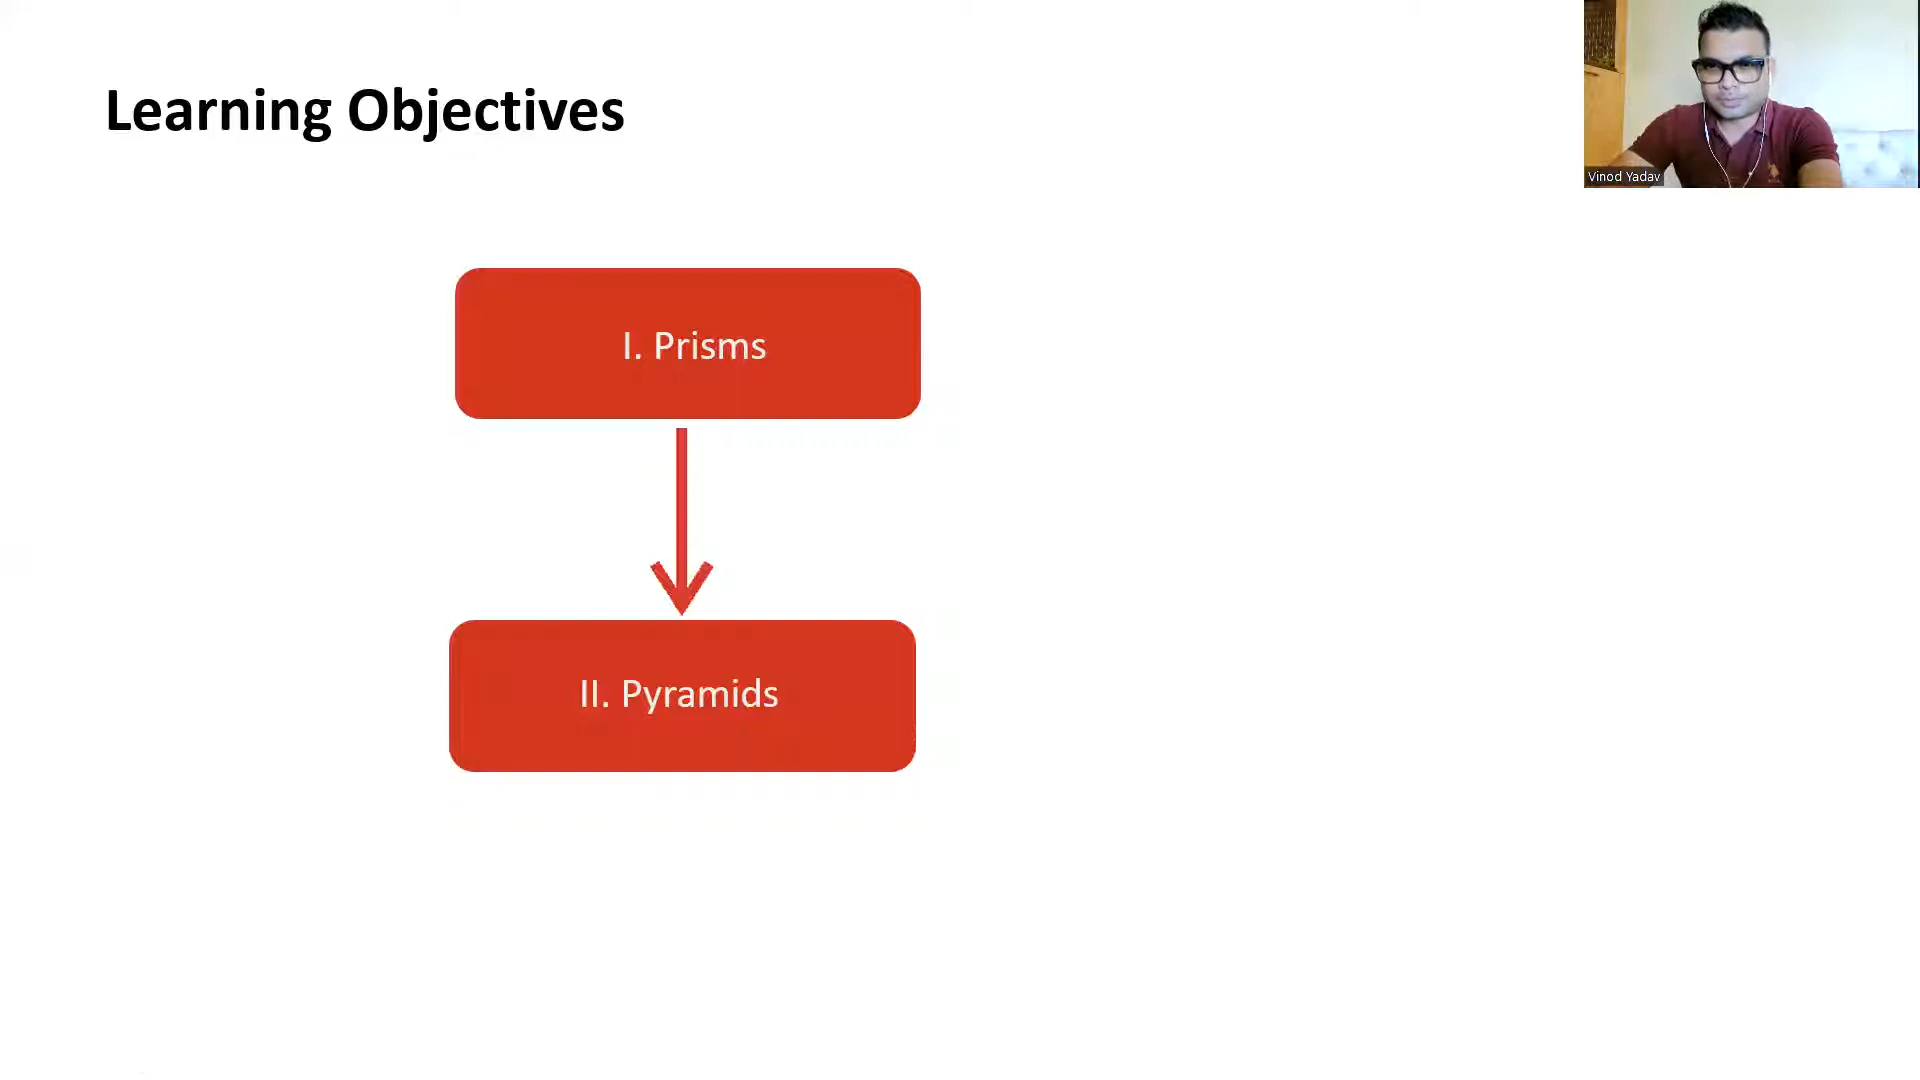 Learning Objectives
Vinod Yadav
I. Prisms
II. Pyramids